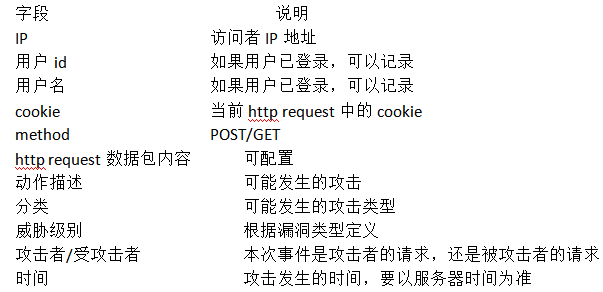 字段 说明
IP 访问者 IP 地址
用户 id 如果用户已登录，可以记录
用户名 如果用户已登录，可以记录
cookie 当前 http request 中的 cookie
method POST/GET
http request 数据包内容 可配置
动作描述 可能发生的攻击
分类 可能发生的攻击类型
威胁级别 根据漏洞类型定义
攻击者/受攻击者 本次事件是攻击者的请求，还是被攻击者的请求
时间 攻击发生的时间，要以服务器时间为准